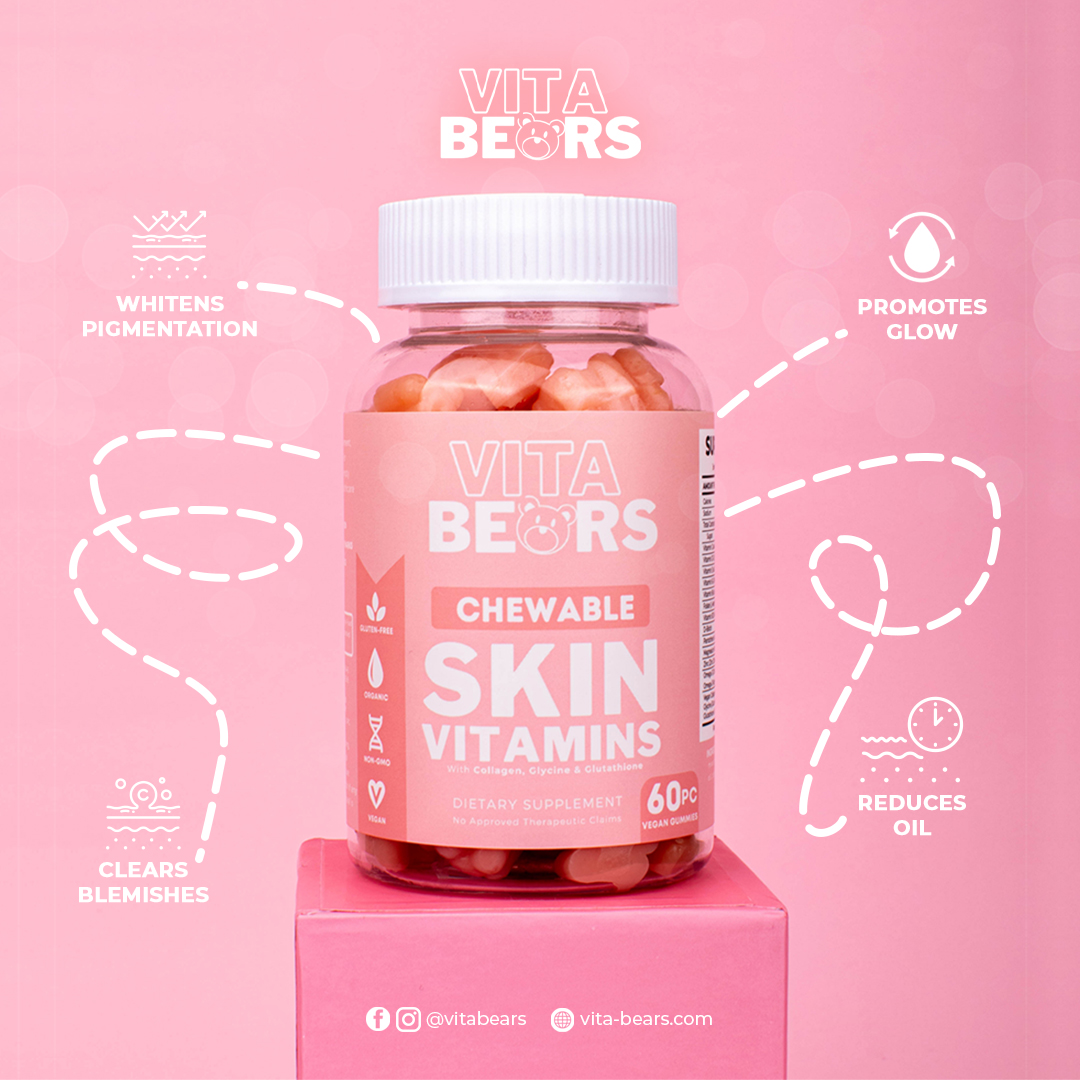 VITA
BEARS
WHITENS
PIGMENTATION
PROMOTES
GLOW
VITA
BEARS
CHEWABLE
SKIN
VITAMINS
With Collagen, Glycine & Glutathione
DIETARY SUPPLEMENT
No Approved Therapeutic Claims
60PC
VEGAN GUMMIES
GLUTEN-FREE
ORGANIC
NON-GMO
VEGAN
CLEARS
BLEMISHES
REDUCES
OIL
@vitabears
vita-bears.com